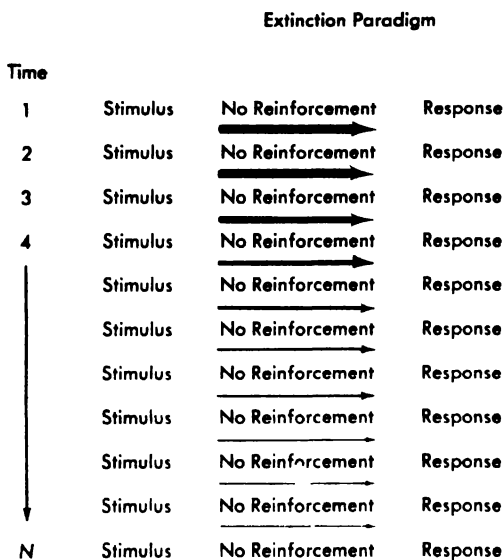 Extinction Paradigm
Time
1 Stimulus No Reinforcement Response
2 Stimulus No Reinforcement Response
3 Stimulus No Reinforcement Response
4 Stimulus No Reinforcement Response
Stimulus No Reinforcement Response
Stimulus No Reinforcement Response
Stimulus No Reinforcement Response
Stimulus No Reinforcement Response
Stimulus No Reinforcement Response
Stimulus No Reinforcement Response
N Stimulus No Reinforcement Response